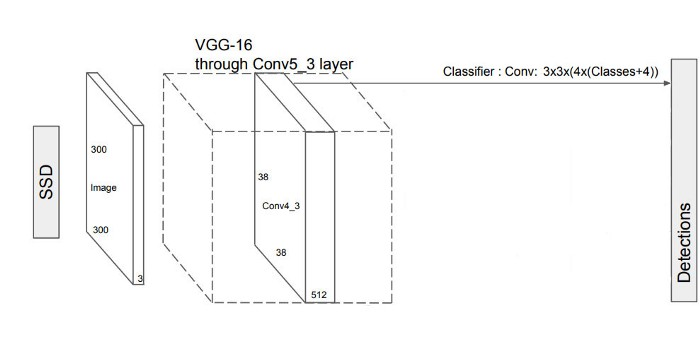 VGG-16
through Conv5_3 layer
Classifier : Conv: 3x3x(4x(Classes+4))
SSD
300
Image
300
3
38
Conv4_3
38
512
Detections